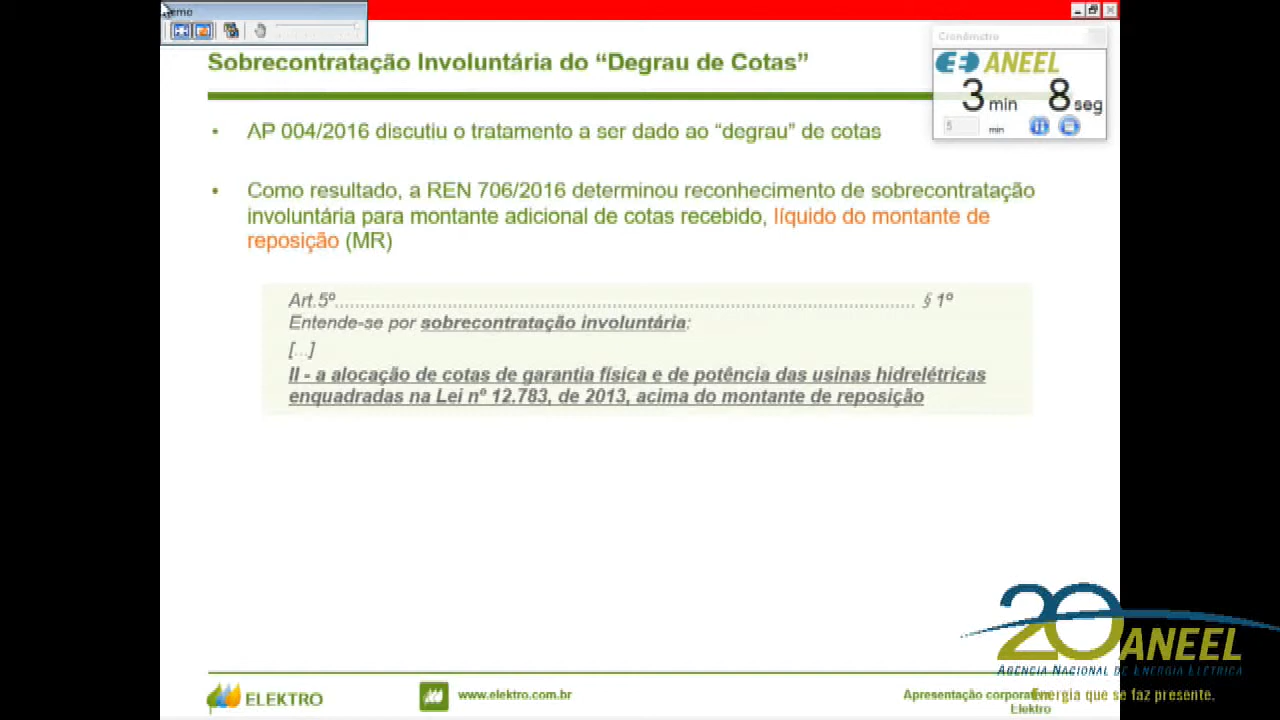 Cronômetro
ANEEL
3 min 8 seg
5 min
Sobrecontratação Involuntária do “Degrau de Cotas”
• AP 004/2016 discutiu o tratamento a ser dado ao “degrau” de cotas
• Como resultado, a REN 706/2016 determinou reconhecimento de sobrecontratação
involuntária para montante adicional de cotas recebido, líquido do montante de
reposição (MR)
Art.5º................................................................................................ § 1º
Entende-se por sobrecontratação involuntária:
[...]
II - a alocação de cotas de garantia física e de potência das usinas hidrelétricas
enquadradas na Lei nº 12.783, de 2013, acima do montante de reposição
20 ANEEL
AGÊNCIA NACIONAL DE ENERGIA ELÉTRICA
Energia que se faz presente.
ELEKTRO
www.elektro.com.br
Apresentação
Elektro